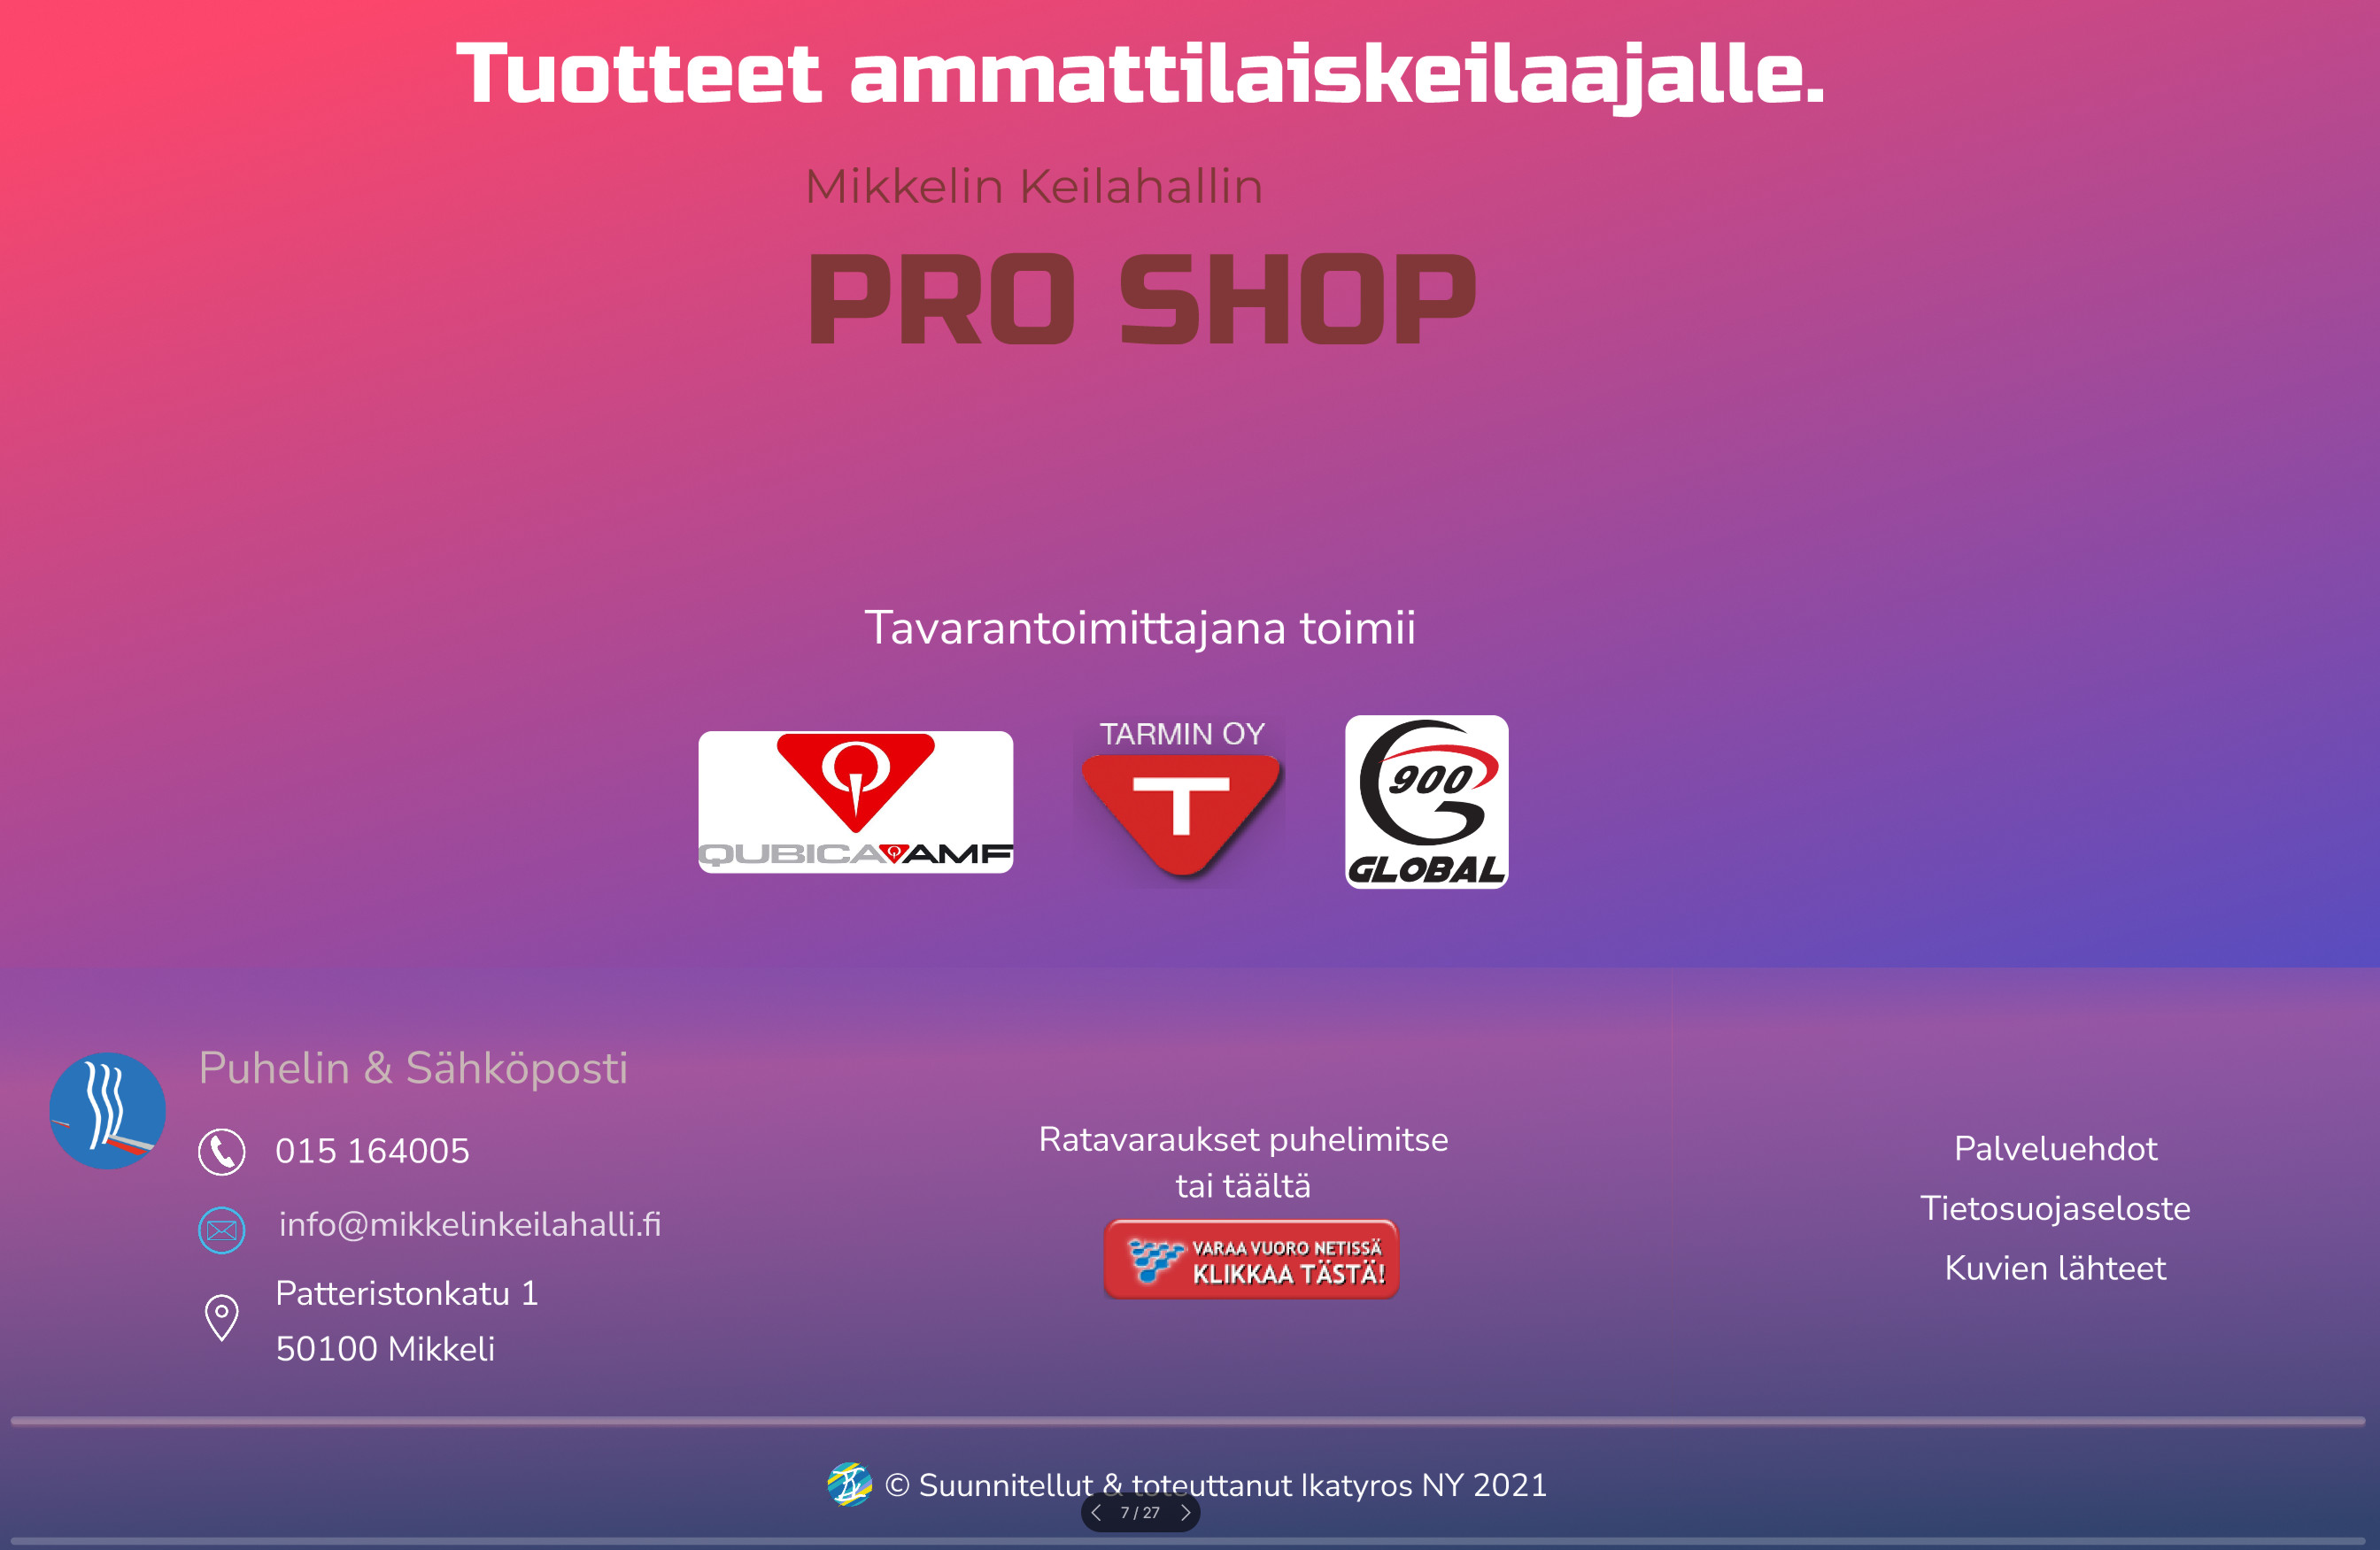 Tuotteet ammattilaiskeilaajalle.
Mikkelin Keilahallin
PRO SHOP
Tavarantoimittajana toimii
QUBICA AMF
TARMIN OY
T
900
GLOBAL
Puhelin & Sähköposti
015 164005
info@mikkelinkeilahalli.fi
Patteristonkatu 1
50100 Mikkeli
Ratavaraukset puhelimitse
tai täältä
VARAA VUORO NETISSÄ
KLIKKAA TÄSTÄ!
Palveluehdot
Tietosuojaseloste
Kuvien lähteet
© Suunnitellut & toteuttanut Ikatyros NY 2021
7 / 27